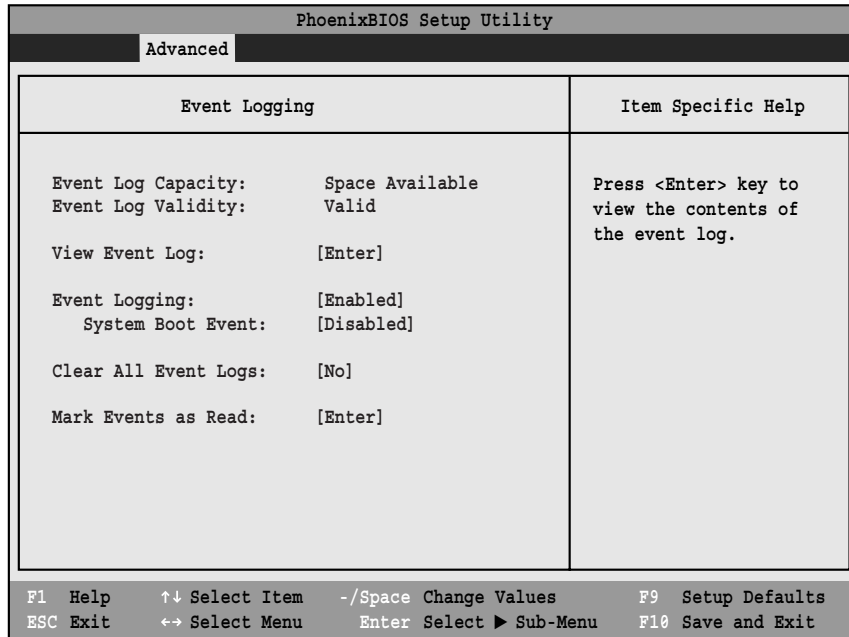 PhoenixBIOS Setup Utility
Advanced
Event Logging
Item Specific Help
Event Log Capacity: Space Available
Event Log Validity: Valid
View Event Log: [Enter]
Event Logging: [Enabled]
System Boot Event: [Disabled]
Clear All Event Logs: [No]
Mark Events as Read: [Enter]
Press <Enter> key to
view the contents of
the event log.
F1 Help ↑↓ Select Item -/Space Change Values F9 Setup Defaults
ESC Exit ←→ Select Menu Enter Select ▶ Sub-Menu F10 Save and Exit